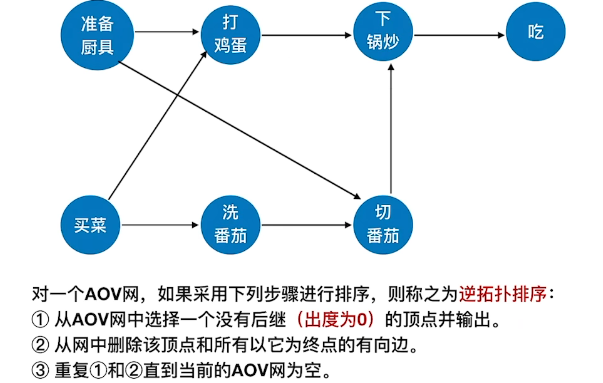 准备
厨具
打
鸡蛋
下
锅炒
吃
买菜
洗
番茄
切
番茄
对一个AOV网，如果采用下列步骤进行排序，则称之为逆拓扑排序：
① 从AOV网中选择一个没有后继（出度为0）的顶点并输出。
② 从网中删除该顶点和所有以它为终点的有向边。
③ 重复①和②直到当前的AOV网为空。